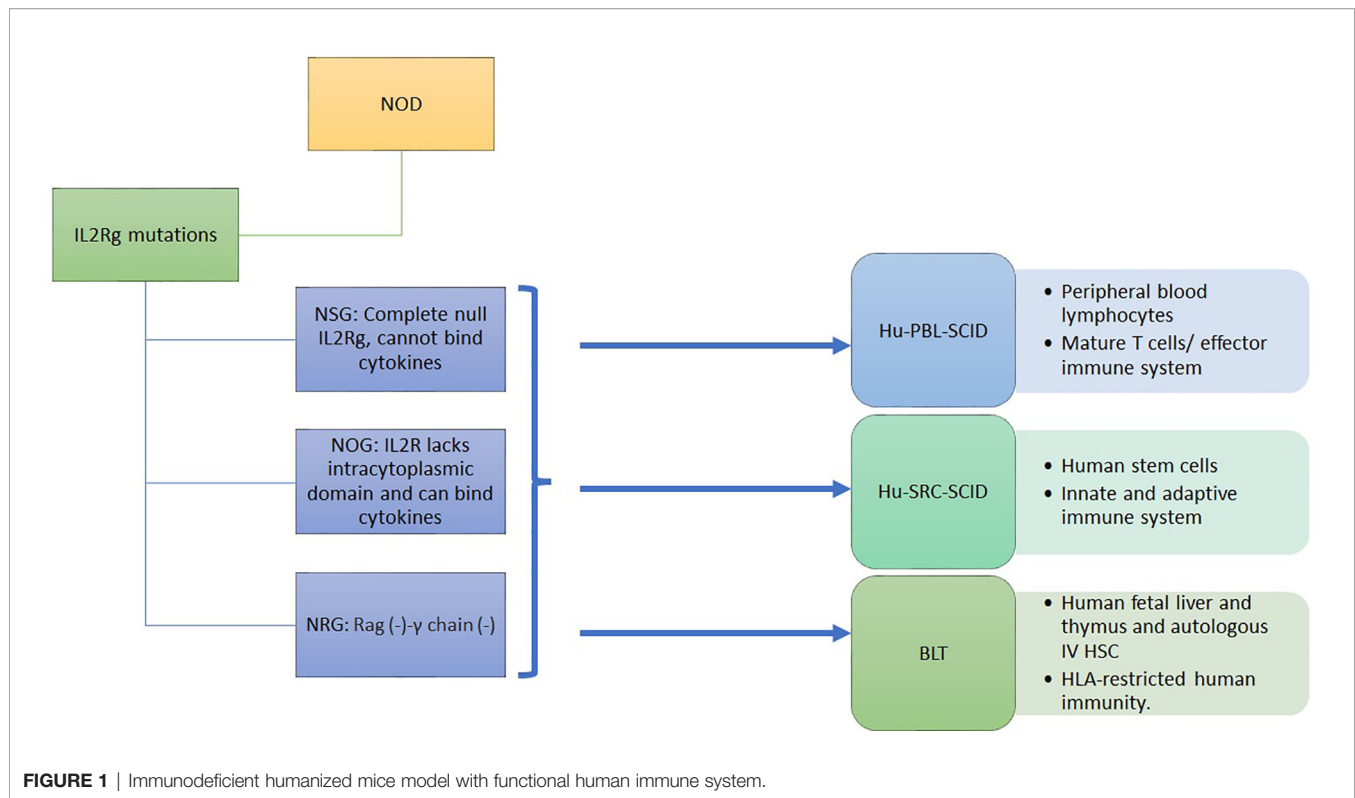 NOD
IL2Rg mutations
NSG: Complete null
IL2Rg, cannot bind
cytokines
NOG: IL2R lacks
intracytoplasmic
domain and can bind
cytokines
NRG: Rag (-)-γ chain (-)
Hu-PBL-SCID
• Peripheral blood
lymphocytes
• Mature T cells/ effector
immune system
Hu-SRC-SCID
• Human stem cells
• Innate and adaptive
immune system
BLT
• Human fetal liver and
thymus and autologous
IV HSC
• HLA-restricted human
immunity.
FIGURE 1 | Immunodeficient humanized mice model with functional human immune system.